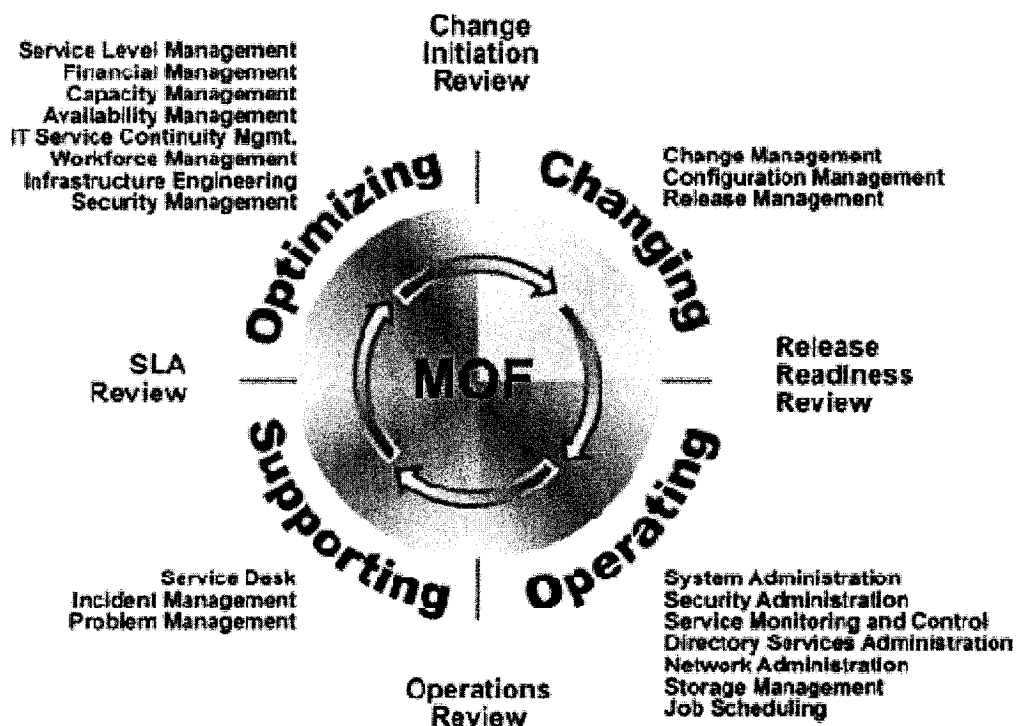 Change
Initiation
Review
Service Level Management
Financial Management
Capacity Management
Availability Management
IT Service Continuity Mgmt.
Workforce Management
Infrastructure Engineering
Security Management
Optimizing
Changing
Change Management
Configuration Management
Release Management
SLA
Review
MOF
Release
Readiness
Review
Supporting
Operating
Service Desk
Incident Management
Problem Management
System Administration
Security Administration
Service Monitoring and Control
Directory Services Administration
Network Administration
Storage Management
Job Scheduling
Operations
Review